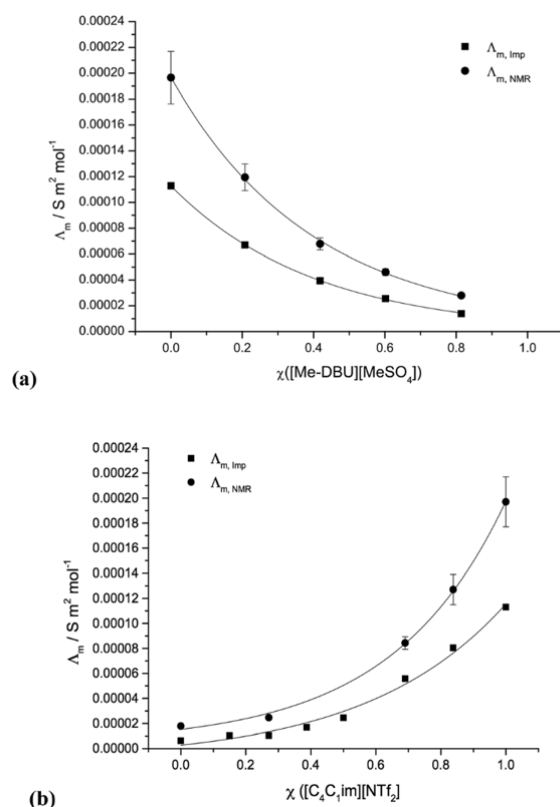 0.00024
0.00022
0.00020
0.00018
0.00016
0.00014
0.00012
0.00010
0.00008
0.00006
0.00004
0.00002
0.00000
Λm / S m² mol⁻¹
Λm, Imp
Λm, NMR
0.0 0.2 0.4 0.6 0.8 1.0
χ([Me-DBU][MeSO₄])
(a)
0.00024
0.00022
0.00020
0.00018
0.00016
0.00014
0.00012
0.00010
0.00008
0.00006
0.00004
0.00002
0.00000
Λm / S m² mol⁻¹
Λm, Imp
Λm, NMR
0.0 0.2 0.4 0.6 0.8 1.0
χ ([C₄C₁im][NTf₂]
(b)